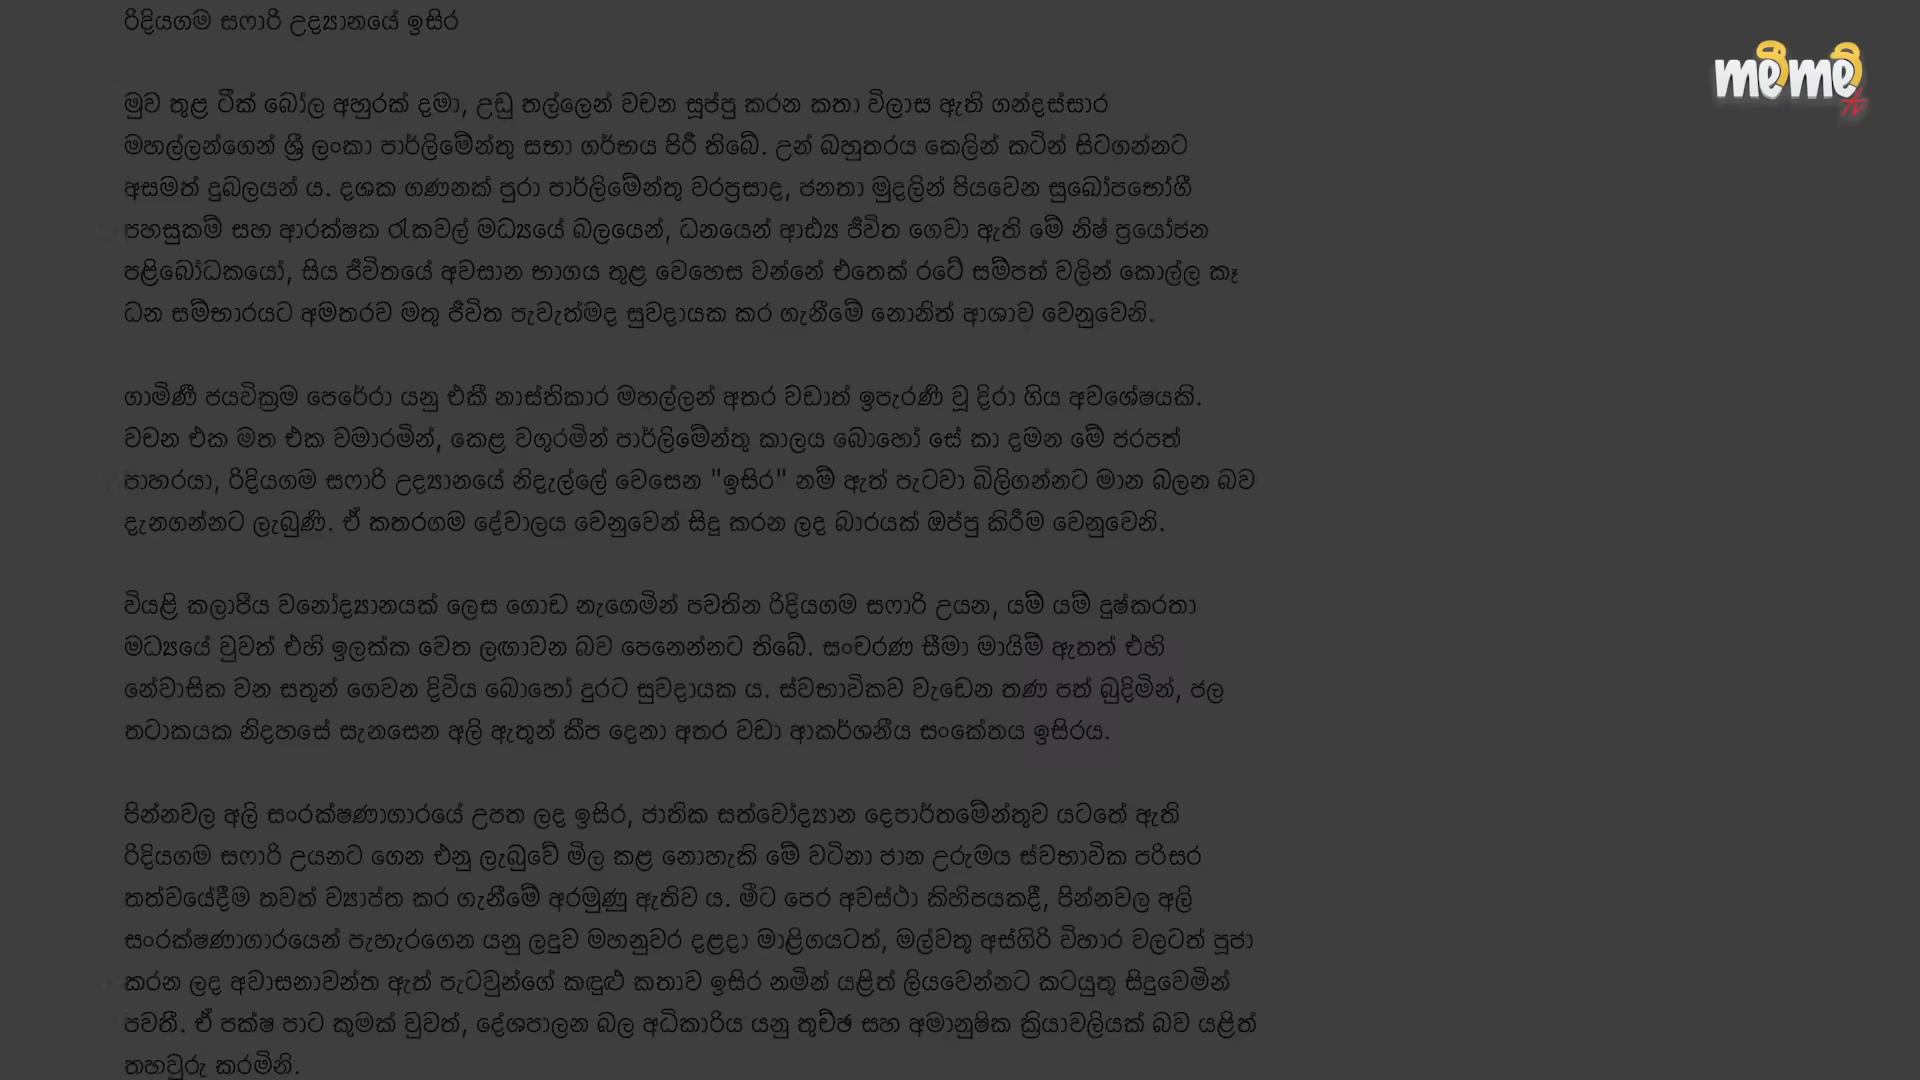 රිදියගම සෆාරි උද්‍යානයේ ඉසිර
මීමේ tv
මුව තුළ ටීක් බෝල අහුරක් දමා, උඩු තල්ලෙන් වචන සූප්පු කරන කතා විලාස ඇති ගන්දස්සාර
මහල්ලන්ගෙන් ශ්‍රී ලංකා පාර්ලිමේන්තු සභා ගර්භය පිරී තිබේ. උන් බහුතරය කෙලින් කටින් සිටගන්නට
අසමත් දුබලයන් ය. දශක ගණනක් පුරා පාර්ලිමේන්තු වරප්‍රසාද, ජනතා මුදලින් පියවෙන සුඛෝපභෝගී
පහසුකම් සහ ආරක්ෂක රැකවල් මධ්‍යයේ බලයෙන්, ධනයෙන් ආඪ්‍ය ජීවිත ගෙවා ඇති මේ නිෂ් ප්‍රයෝජන
පළිබෝධකයෝ, සිය ජීවිතයේ අවසාන භාගය තුළ වෙහෙස වන්නේ එතෙක් රටේ සම්පත් වලින් කොල්ල කෑ
ධන සම්භාරයට අමතරව මතු ජීවිත පැවැත්මද සුවදායක කර ගැනීමේ නොනිත් ආශාව වෙනුවෙනි.
ගාමිණී ජයවික්‍රම පෙරේරා යනු එකී නාස්තිකාර මහල්ලන් අතර වඩාත් ඉපැරණි වූ දිරා ගිය අවශේෂයකි.
වචන එක මත එක වමාරමින්, කෙළ වගුරමින් පාර්ලිමේන්තු කාලය බොහෝ සේ කා දමන මේ ජරපත්
පාහරයා, රිදියගම සෆාරි උද්‍යානයේ නිදැල්ලේ වෙසෙන "ඉසිර" නම් ඇත් පැටවා බිලිගන්නට මාන බලන බව
දැනගන්නට ලැබුණි. ඒ කතරගම දේවාලය වෙනුවෙන් සිදු කරන ලද බාරයක් ඔප්පු කිරීම වෙනුවෙනි.
වියළි කලාපීය වනෝද්‍යානයක් ලෙස ගොඩ නැගෙමින් පවතින රිදියගම සෆාරි උයන, යම් යම් දුෂ්කරතා
මධ්‍යයේ වුවත් එහි ඉලක්ක වෙත ලඟාවන බව පෙනෙන්නට තිබේ. සංචරණ සීමා මායිම් ඇතත් එහි
නේවාසික වන සතුන් ගෙවන දිවිය බොහෝ දුරට සුවදායක ය. ස්වභාවිකව වැඩෙන තණ පත් බුදිමින්, ජල
තටාකයක නිදහසේ සැනසෙන අලි ඇතුන් කීප දෙනා අතර වඩා ආකර්ශනීය සංකේතය ඉසිරය.
පින්නවල අලි සංරක්ෂණාගාරයේ උපත ලද ඉසිර, ජාතික සත්වෝද්‍යාන දෙපාර්තමේන්තුව යටතේ ඇති
රිදියගම සෆාරි උයනට ගෙන එනු ලැබුවේ මිල කළ නොහැකි මේ වටිනා ජාන උරුමය ස්වභාවික පරිසර
තත්වයේදීම තවත් ව්‍යාප්ත කර ගැනීමේ අරමුණු ඇතිව ය. මීට පෙර අවස්ථා කිහිපයකදී, පින්නවල අලි
සංරක්ෂණාගාරයෙන් පැහැරගෙන යනු ලදුව මහනුවර දළදා මාළිගයටත්, මල්වතු අස්ගිරි විහාර වලටත් පූජා
කරන ලද අවාසනාවන්ත ඇත් පැටවුන්ගේ කඳුළු කතාව ඉසිර නමින් යළිත් ලියවෙන්නට කටයුතු සිදුවෙමින්
පවතී. ඒ පක්ෂ පාට කුමක් වුවත්, දේශපාලන බල අධිකාරිය යනු තුච්ඡ සහ අමානුෂික ක්‍රියාවලියක් බව යළිත්
තහවුරු කරමිනි.